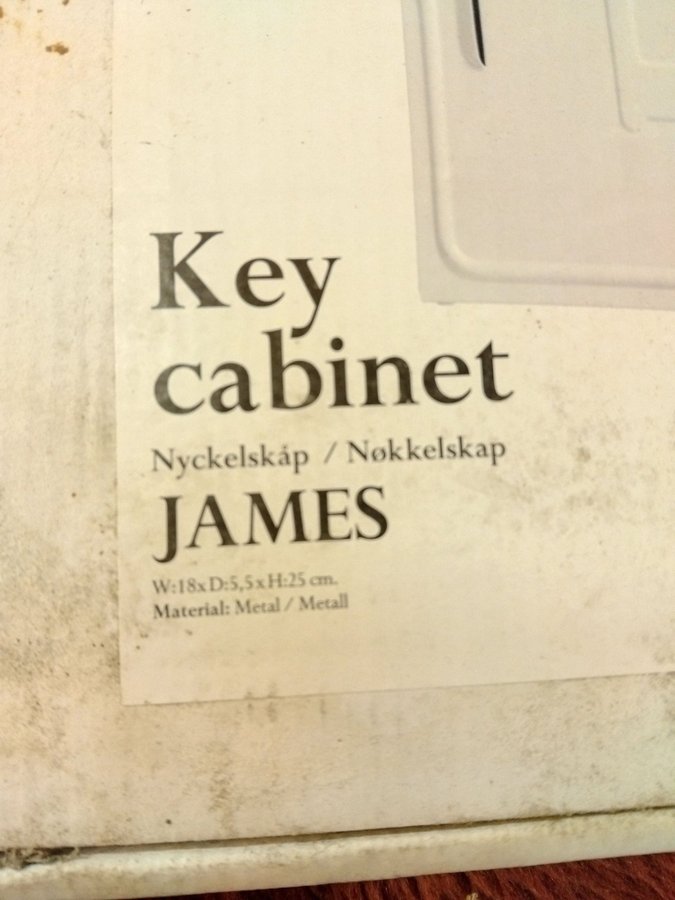 Key
cabinet
Nyckelskåp / Nøkkelskap
JAMES
W:18xD:5,5xH:25 cm.
Material: Metal / Metall